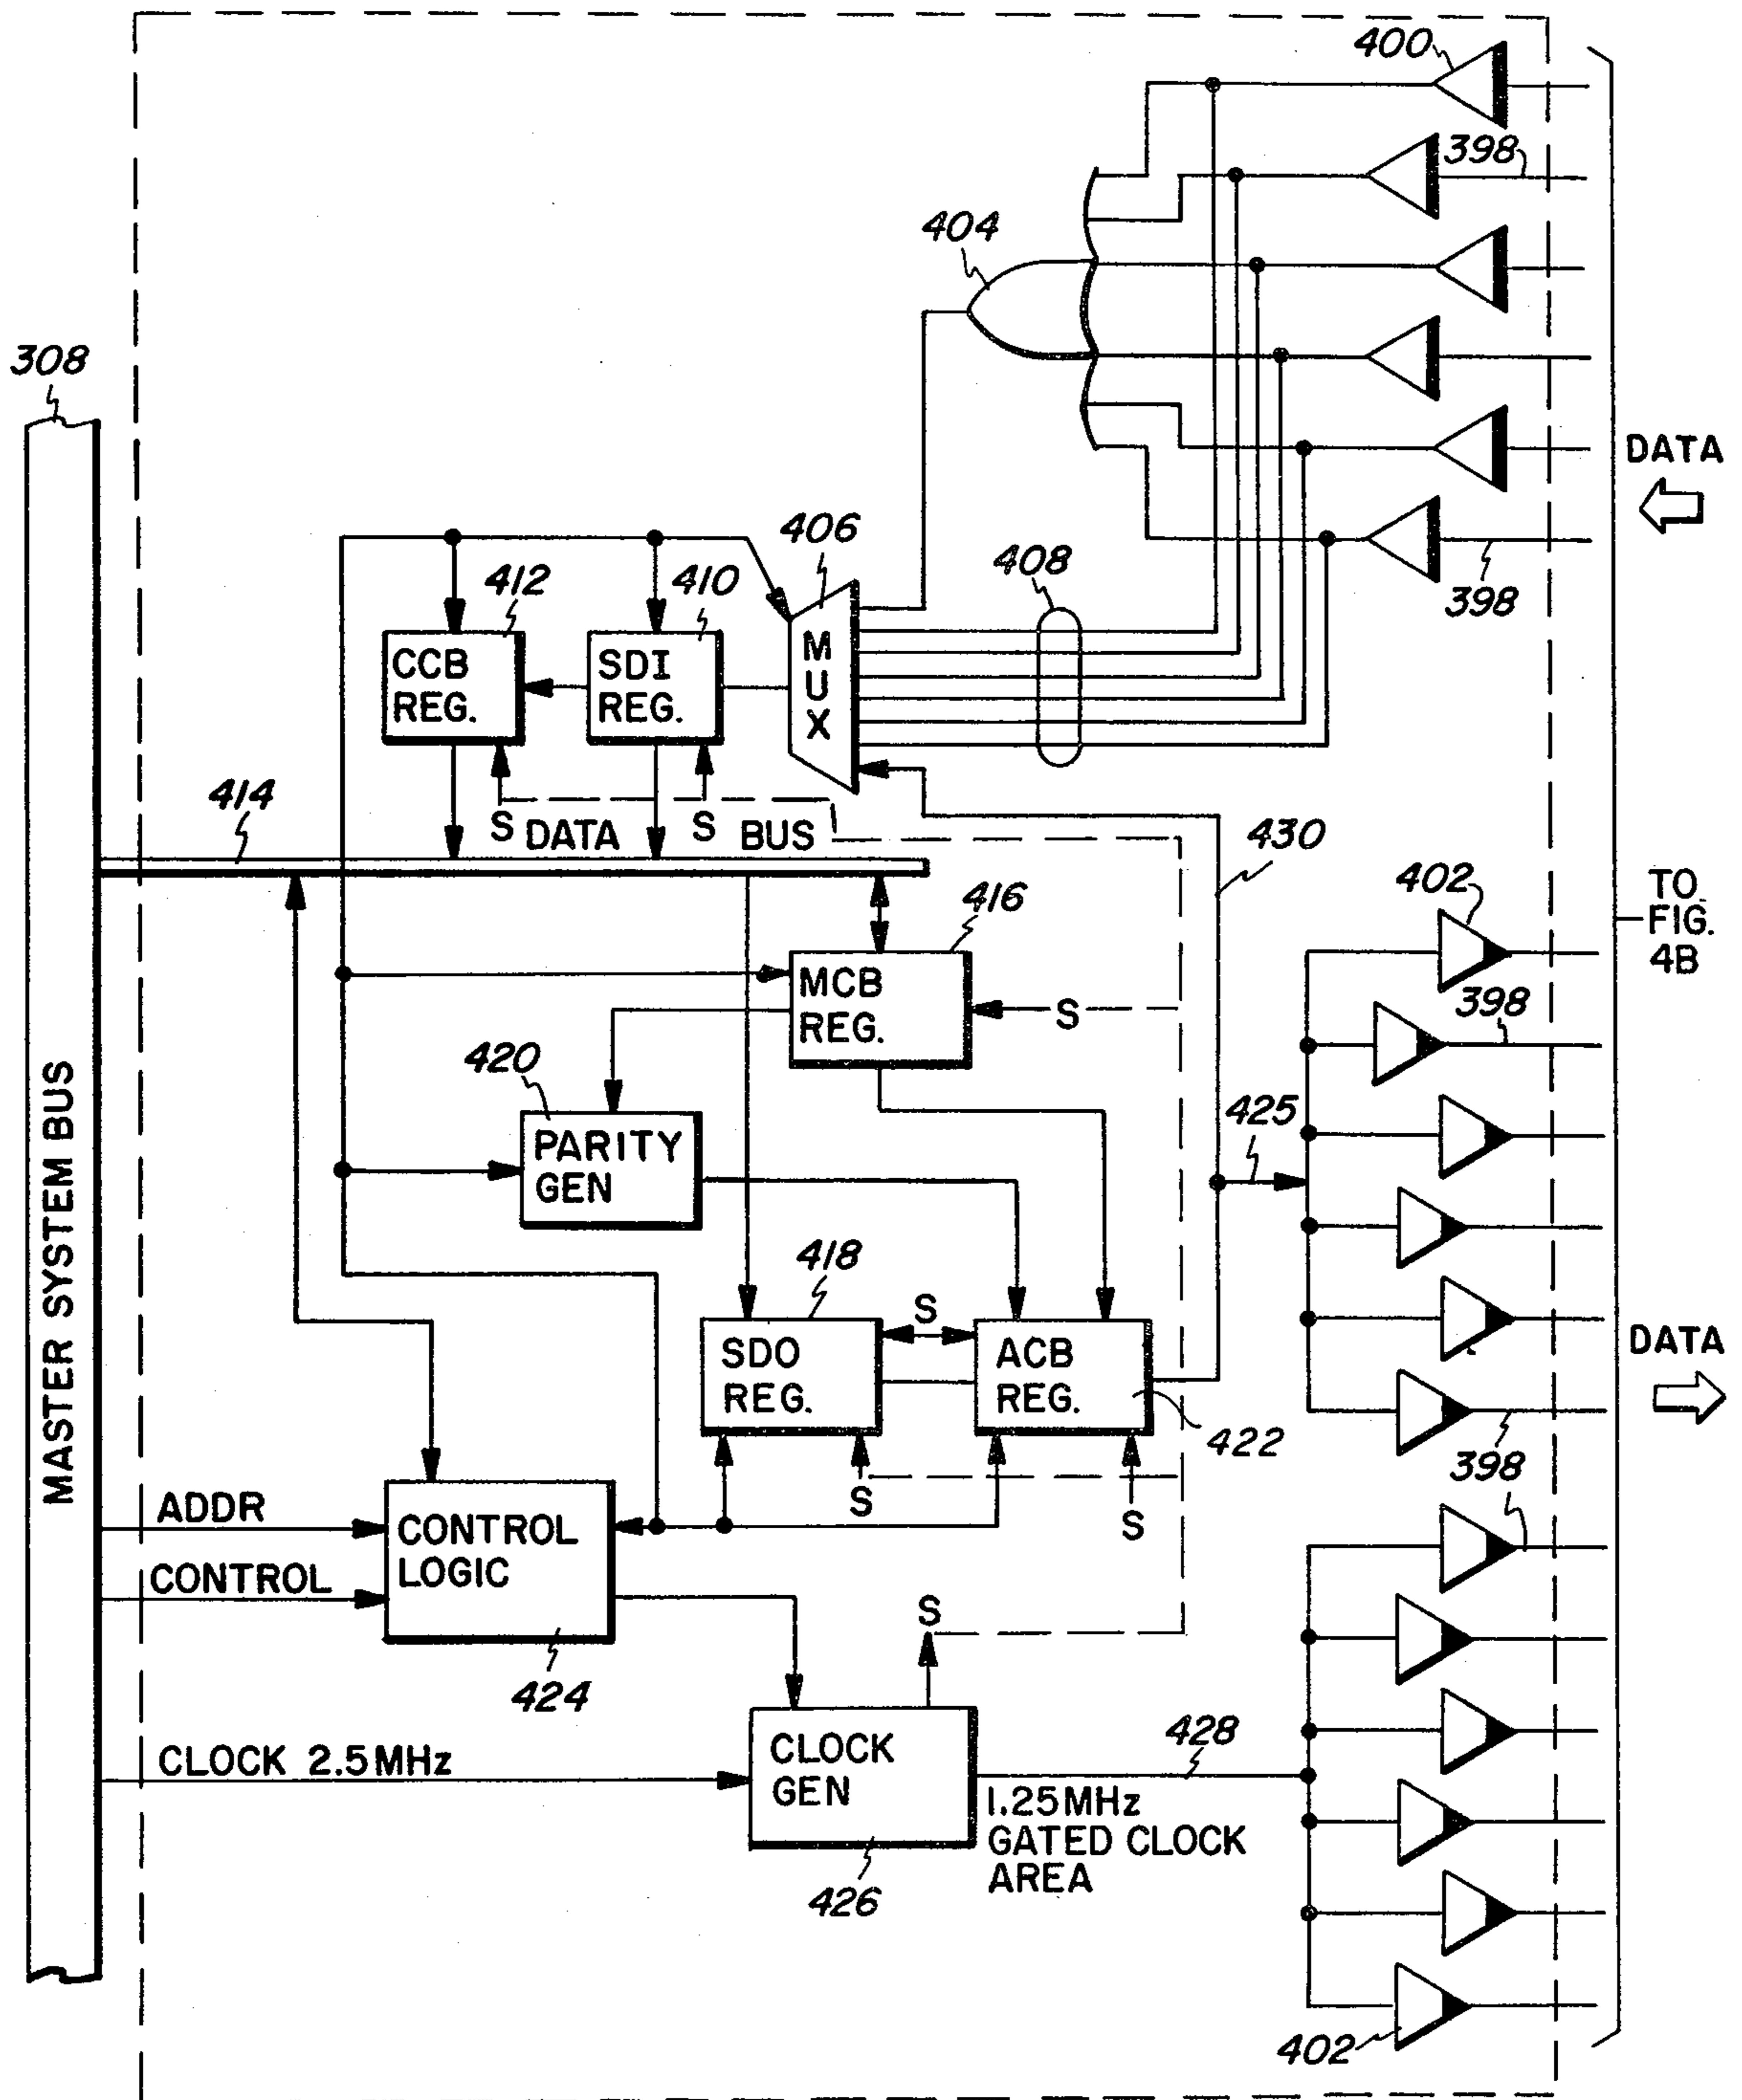 400
398
404
308
DATA
406
412
410
408
398
CCB
REG.
SDI
REG.
M
U
X
414
S
DATA
S
BUS
430
402
TO
FIG.
4B
416
MCB
REG.
S
398
420
425
PARITY
GEN
418
S
SDO
REG.
ACB
REG.
DATA
422
398
MASTER SYSTEM BUS
ADDR
S
S
CONTROL
LOGIC
CONTROL
S
424
428
CLOCK 2.5MHz
CLOCK
GEN
1.25MHz
GATED CLOCK
AREA
426
402